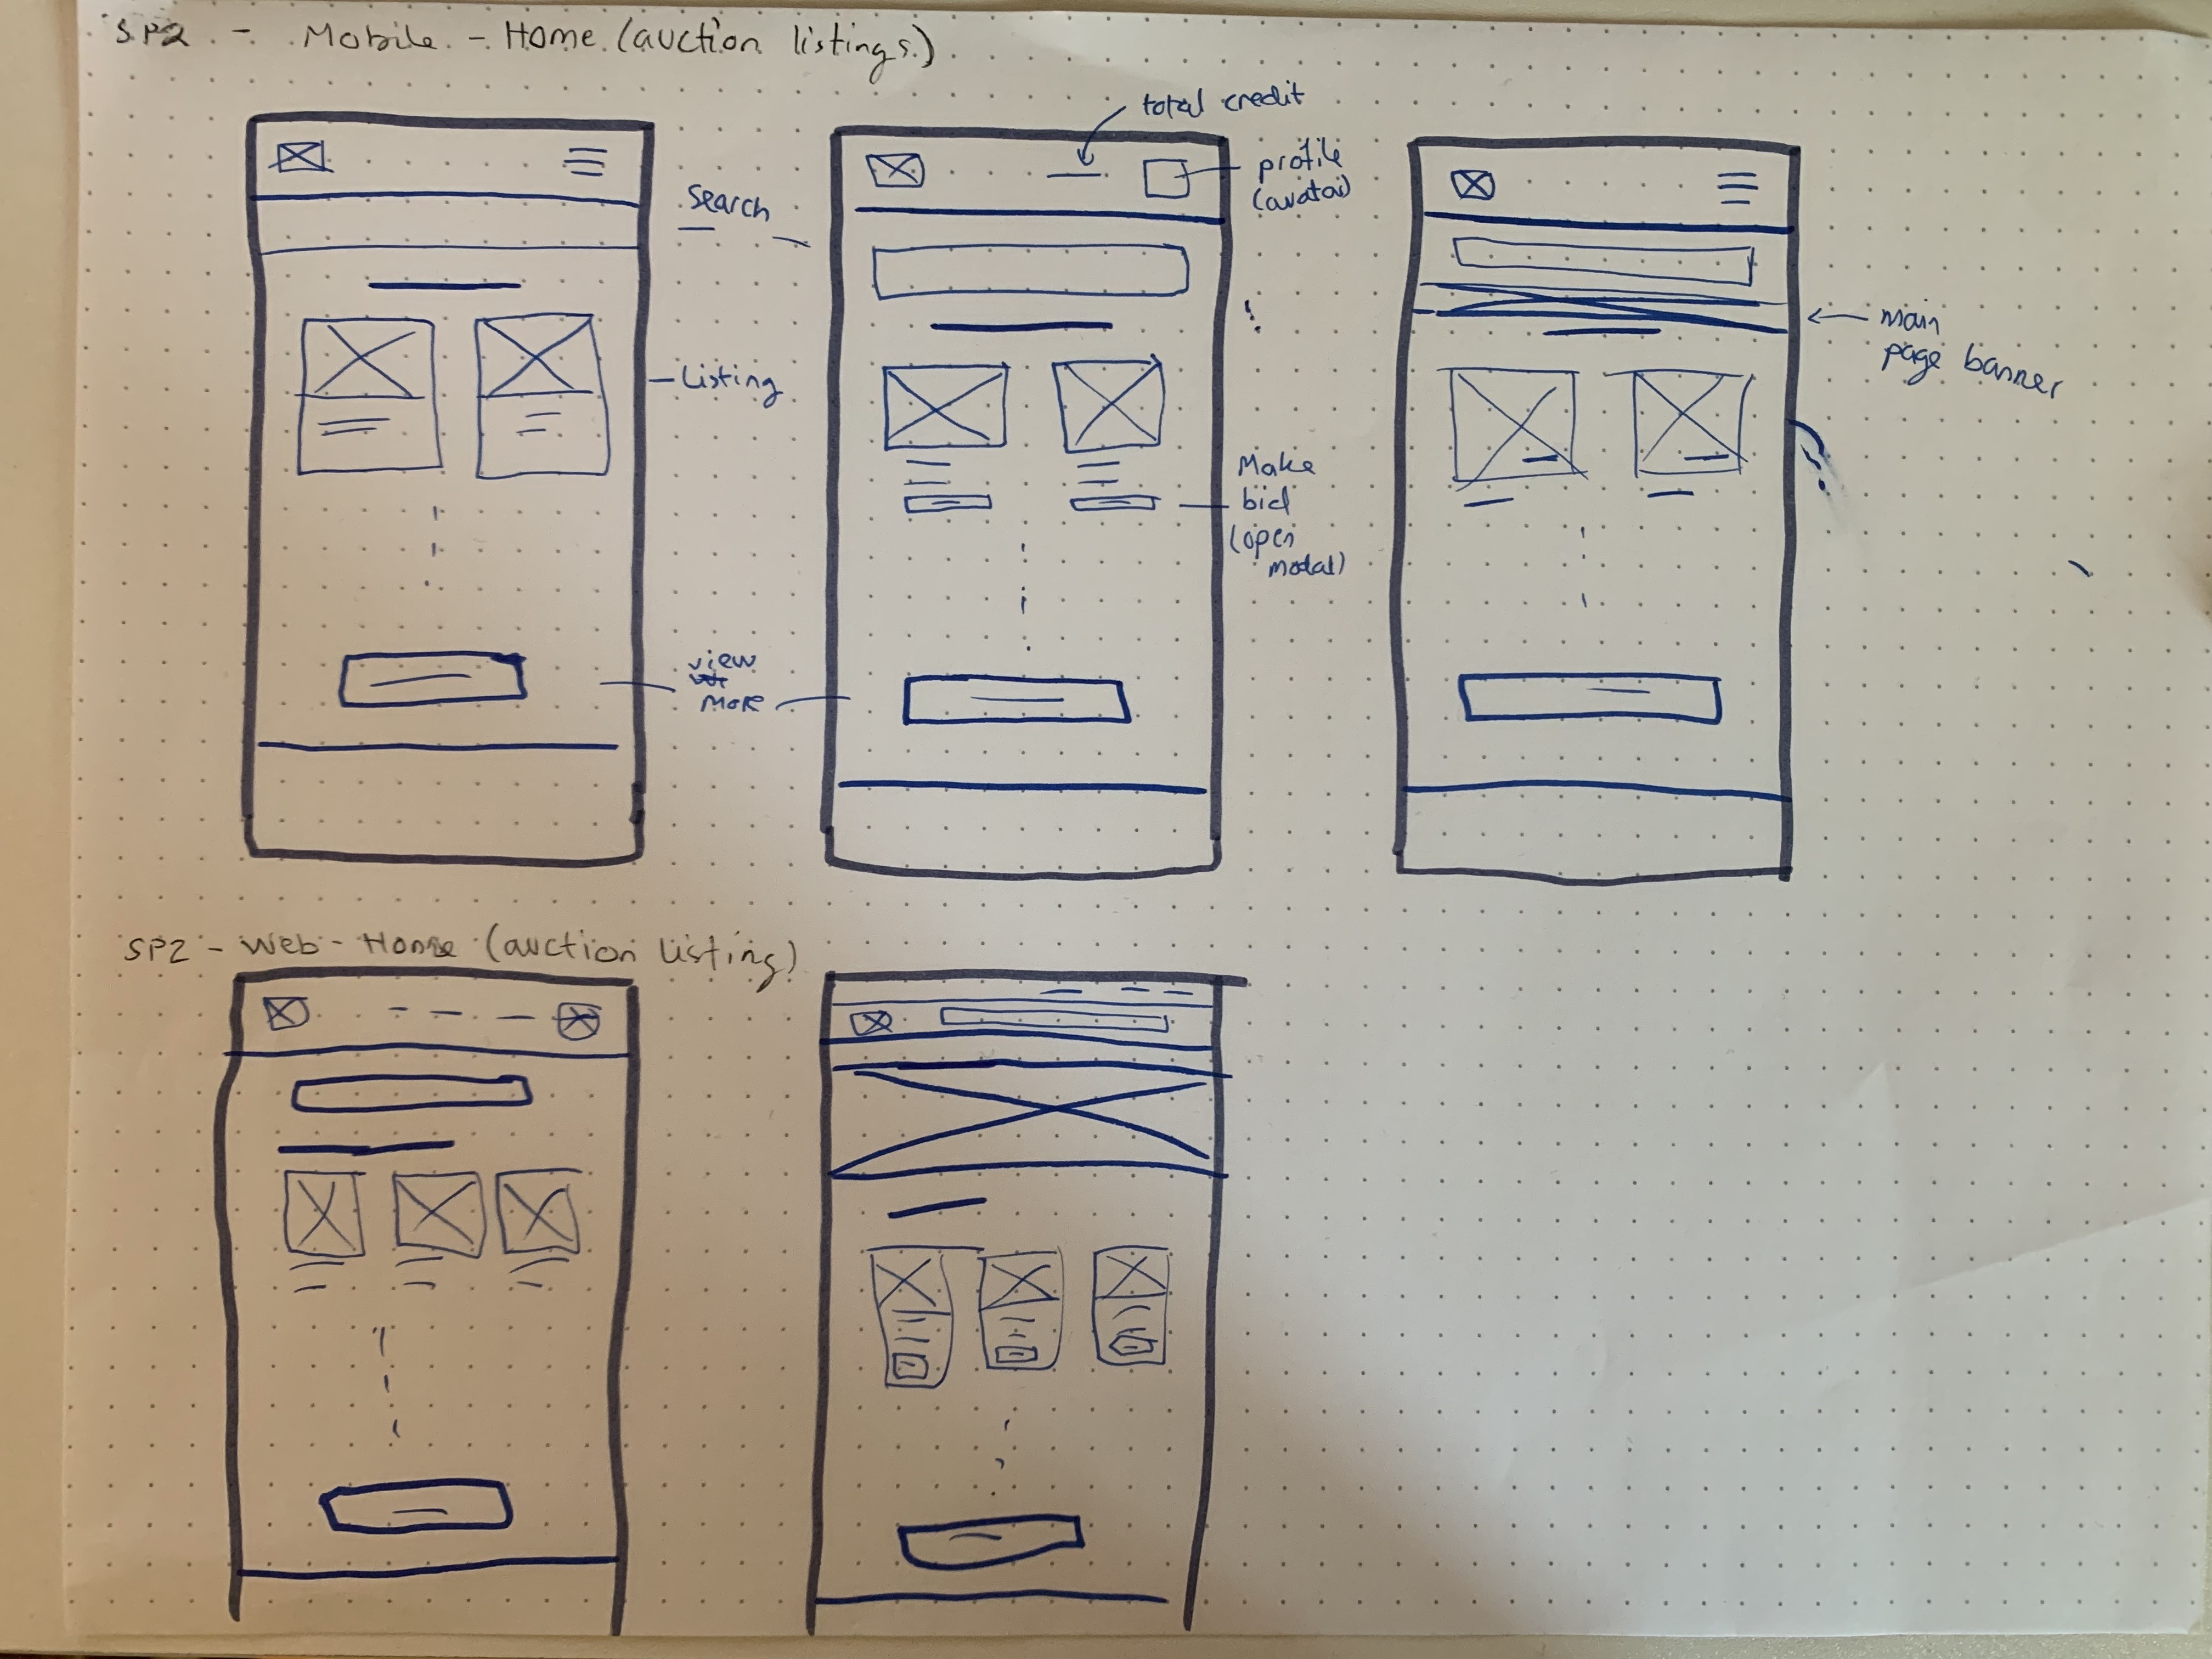 SP2 - Mobile - Home (auction listings)
total credit
profile
(avatar)
search
main
page banner
Listing
Make
bid
(open
modal)
view
more
SP2 - Web - Home (auction listing)